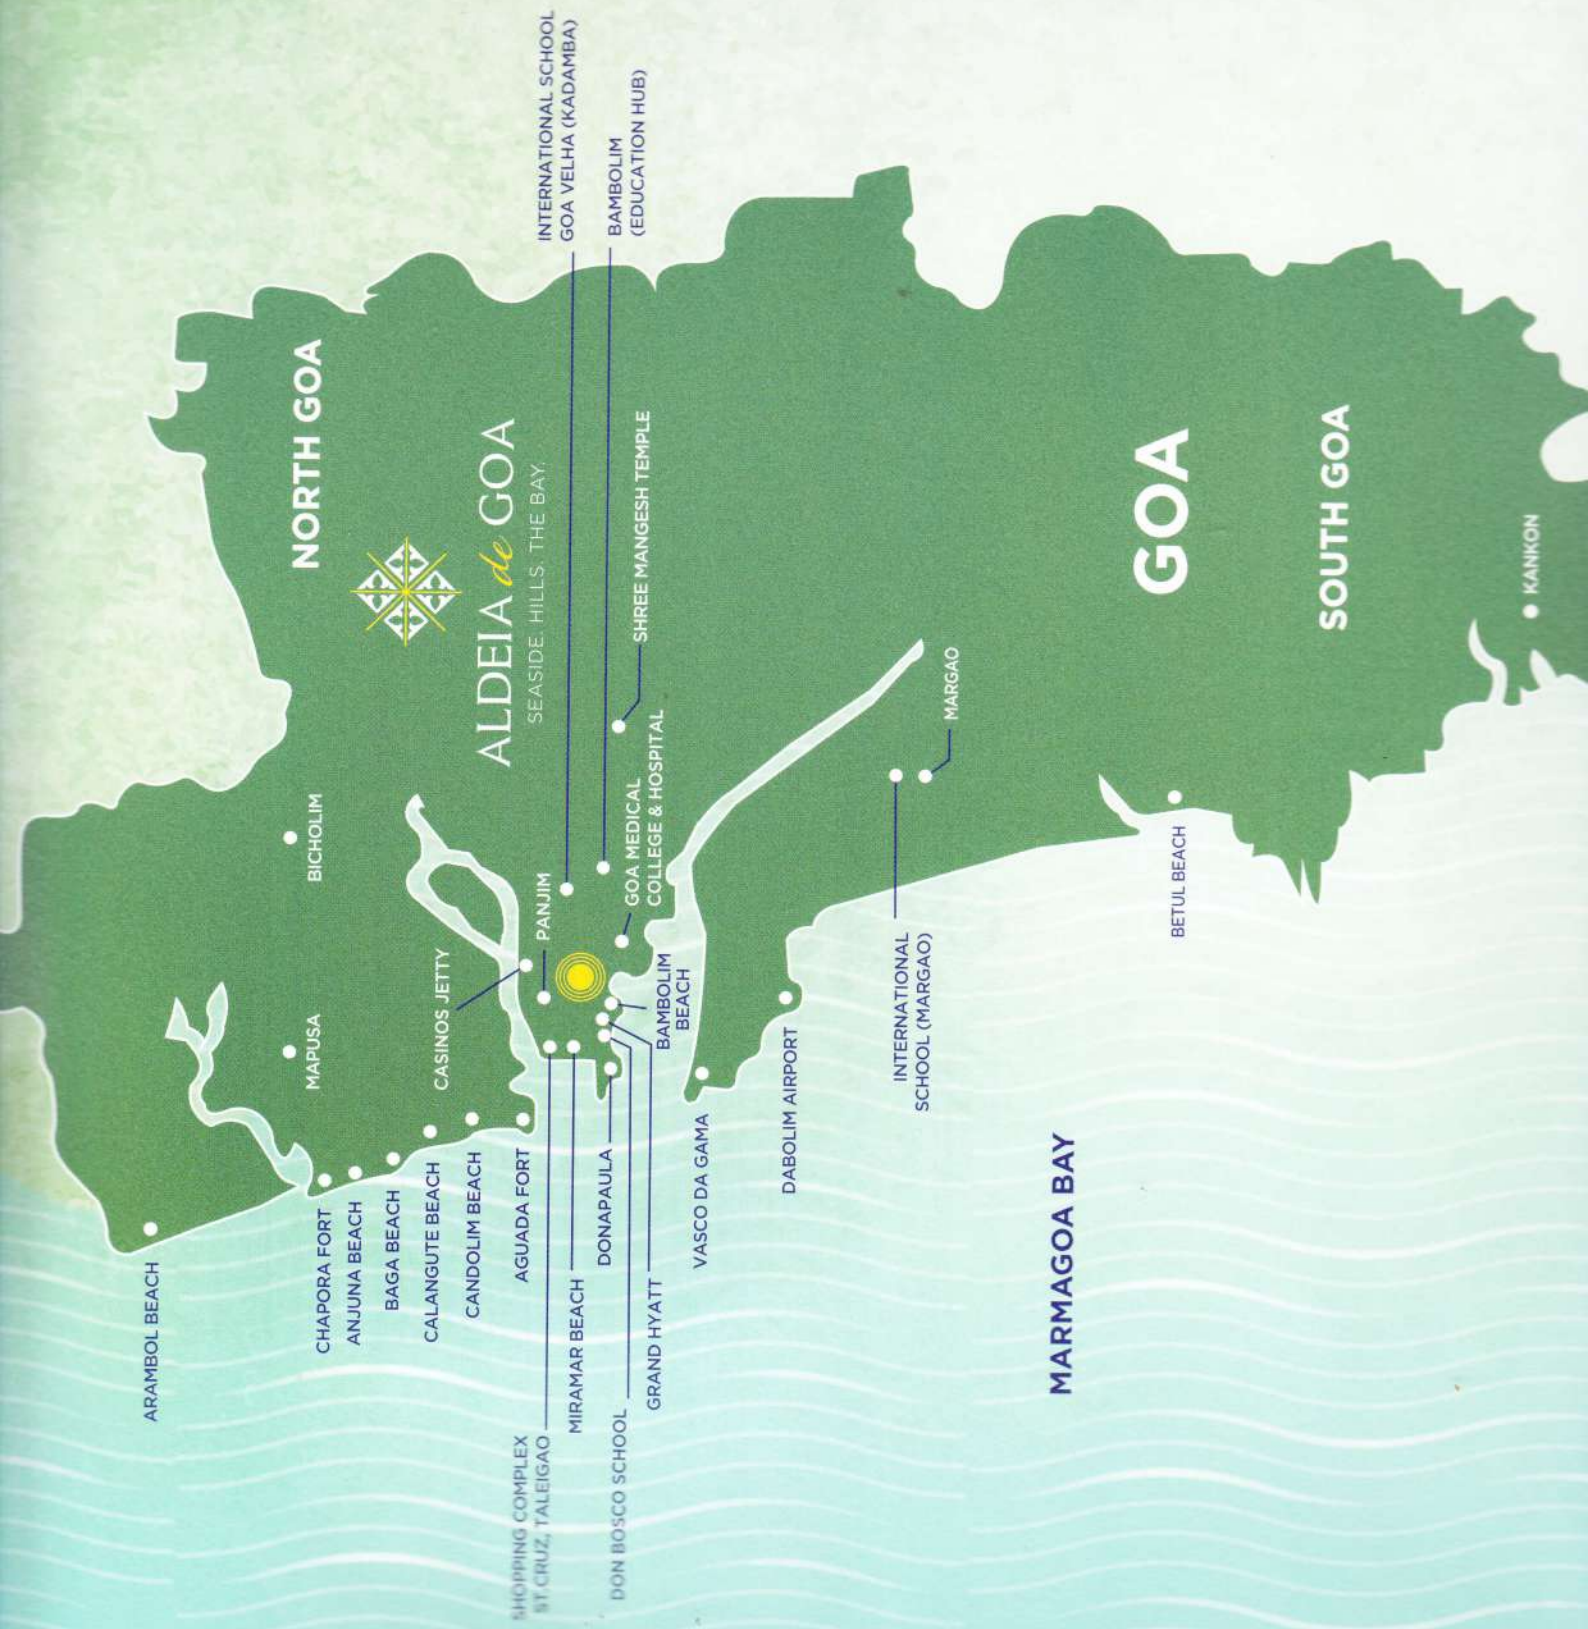 INTERNATIONAL SCHOOL
GOA VELHA (KADAMBA)
BAMBOLIM
(EDUCATION HUB)
NORTH GOA
ALDEIA de GOA
SEASIDE. HILLS. THE BAY.
SHREE MANGESH TEMPLE
GOA
SOUTH GOA
KANKON
BICHOLIM
MAPUSA
CASINOS JETTY
PANJIM
GOA MEDICAL
COLLEGE & HOSPITAL
BAMBOLIM
BEACH
MARGAO
INTERNATIONAL
SCHOOL (MARGAO)
BETUL BEACH
ARAMBOL BEACH
CHAPORA FORT
ANJUNA BEACH
BAGA BEACH
CALANGUTE BEACH
CANDOLIM BEACH
AGUADA FORT
SHOPPING COMPLEX
ST.CRUZ, TALEIGAO
MIRAMAR BEACH
DONAPAULA
DON BOSCO SCHOOL
GRAND HYATT
VASCO DA GAMA
DABOLIM AIRPORT
MARMAGOA BAY